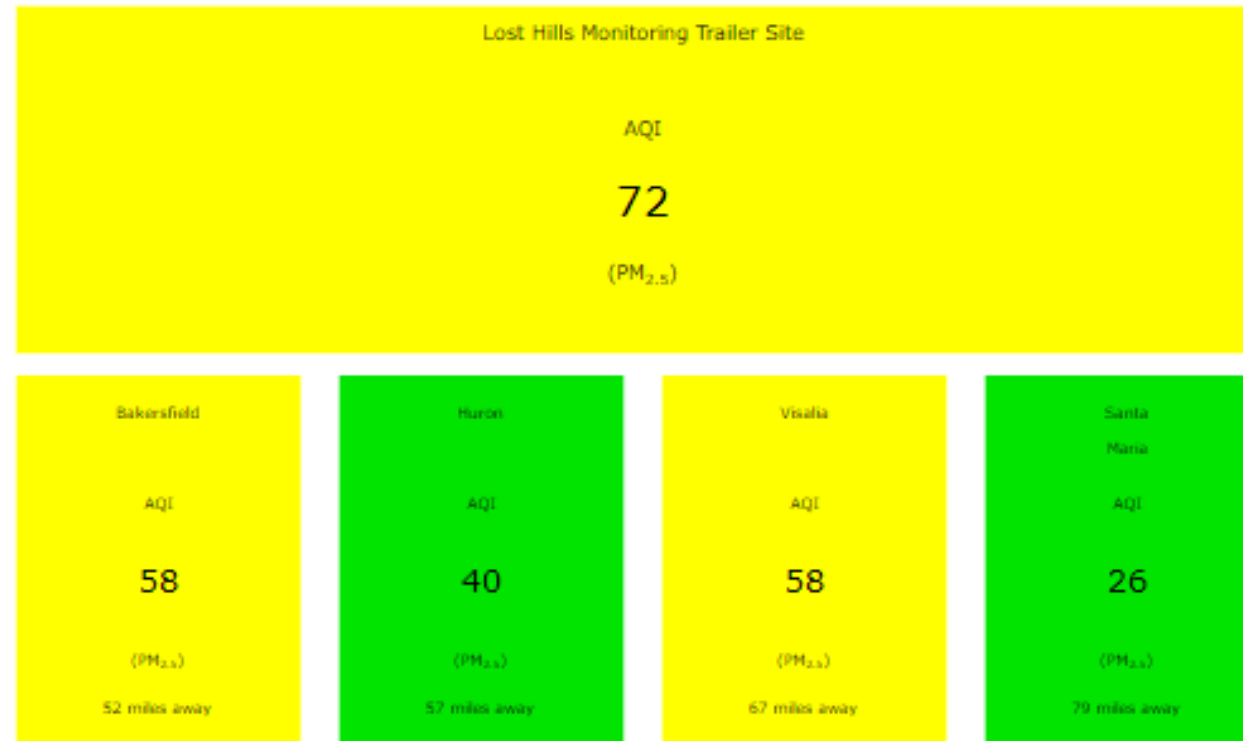 Lost Hills Monitoring Trailer Site
AQI
72
(PM2.5)
Bakersfield
AQI
58
(PM2.5)
52 miles away
Huron
AQI
40
(PM2.5)
57 miles away
Visalia
AQI
58
(PM2.5)
67 miles away
Santa
Maria
AQI
26
(PM2.5)
79 miles away